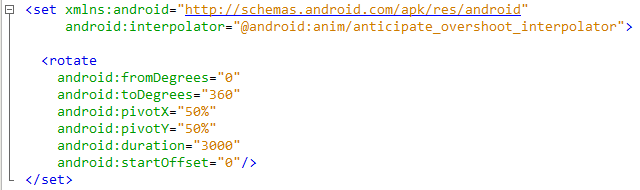 <set xmlns:android="http://schemas.android.com/apk/res/android"
android:interpolator="@android:anim/anticipate_overshoot_interpolator">
<rotate
android:fromDegrees="0"
android:toDegrees="360"
android:pivotX="50%"
android:pivotY="50%"
android:duration="3000"
android:startOffset="0"/>
</set>